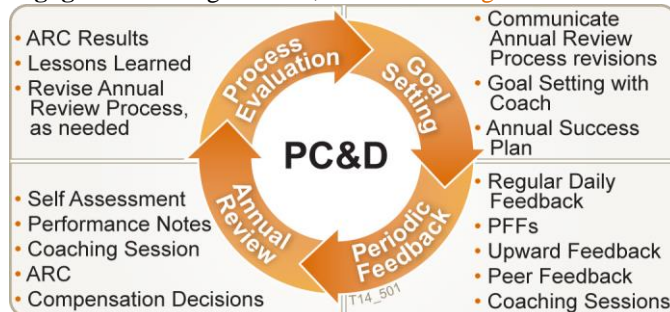 • ARC Results
• Lessons Learned
• Revise Annual
Review Process,
as needed
Process
Evaluation
Goal
Setting
• Communicate
Annual Review
Process revisions
• Goal Setting with
Coach
• Annual Success
Plan
PC&D
• Self Assessment
• Performance Notes
• Coaching Session
• ARC
• Compensation Decisions
Annual
Review
Periodic
Feedback
T14_501
• Regular Daily
Feedback
• PFFs
• Upward Feedback
• Peer Feedback
• Coaching Sessions